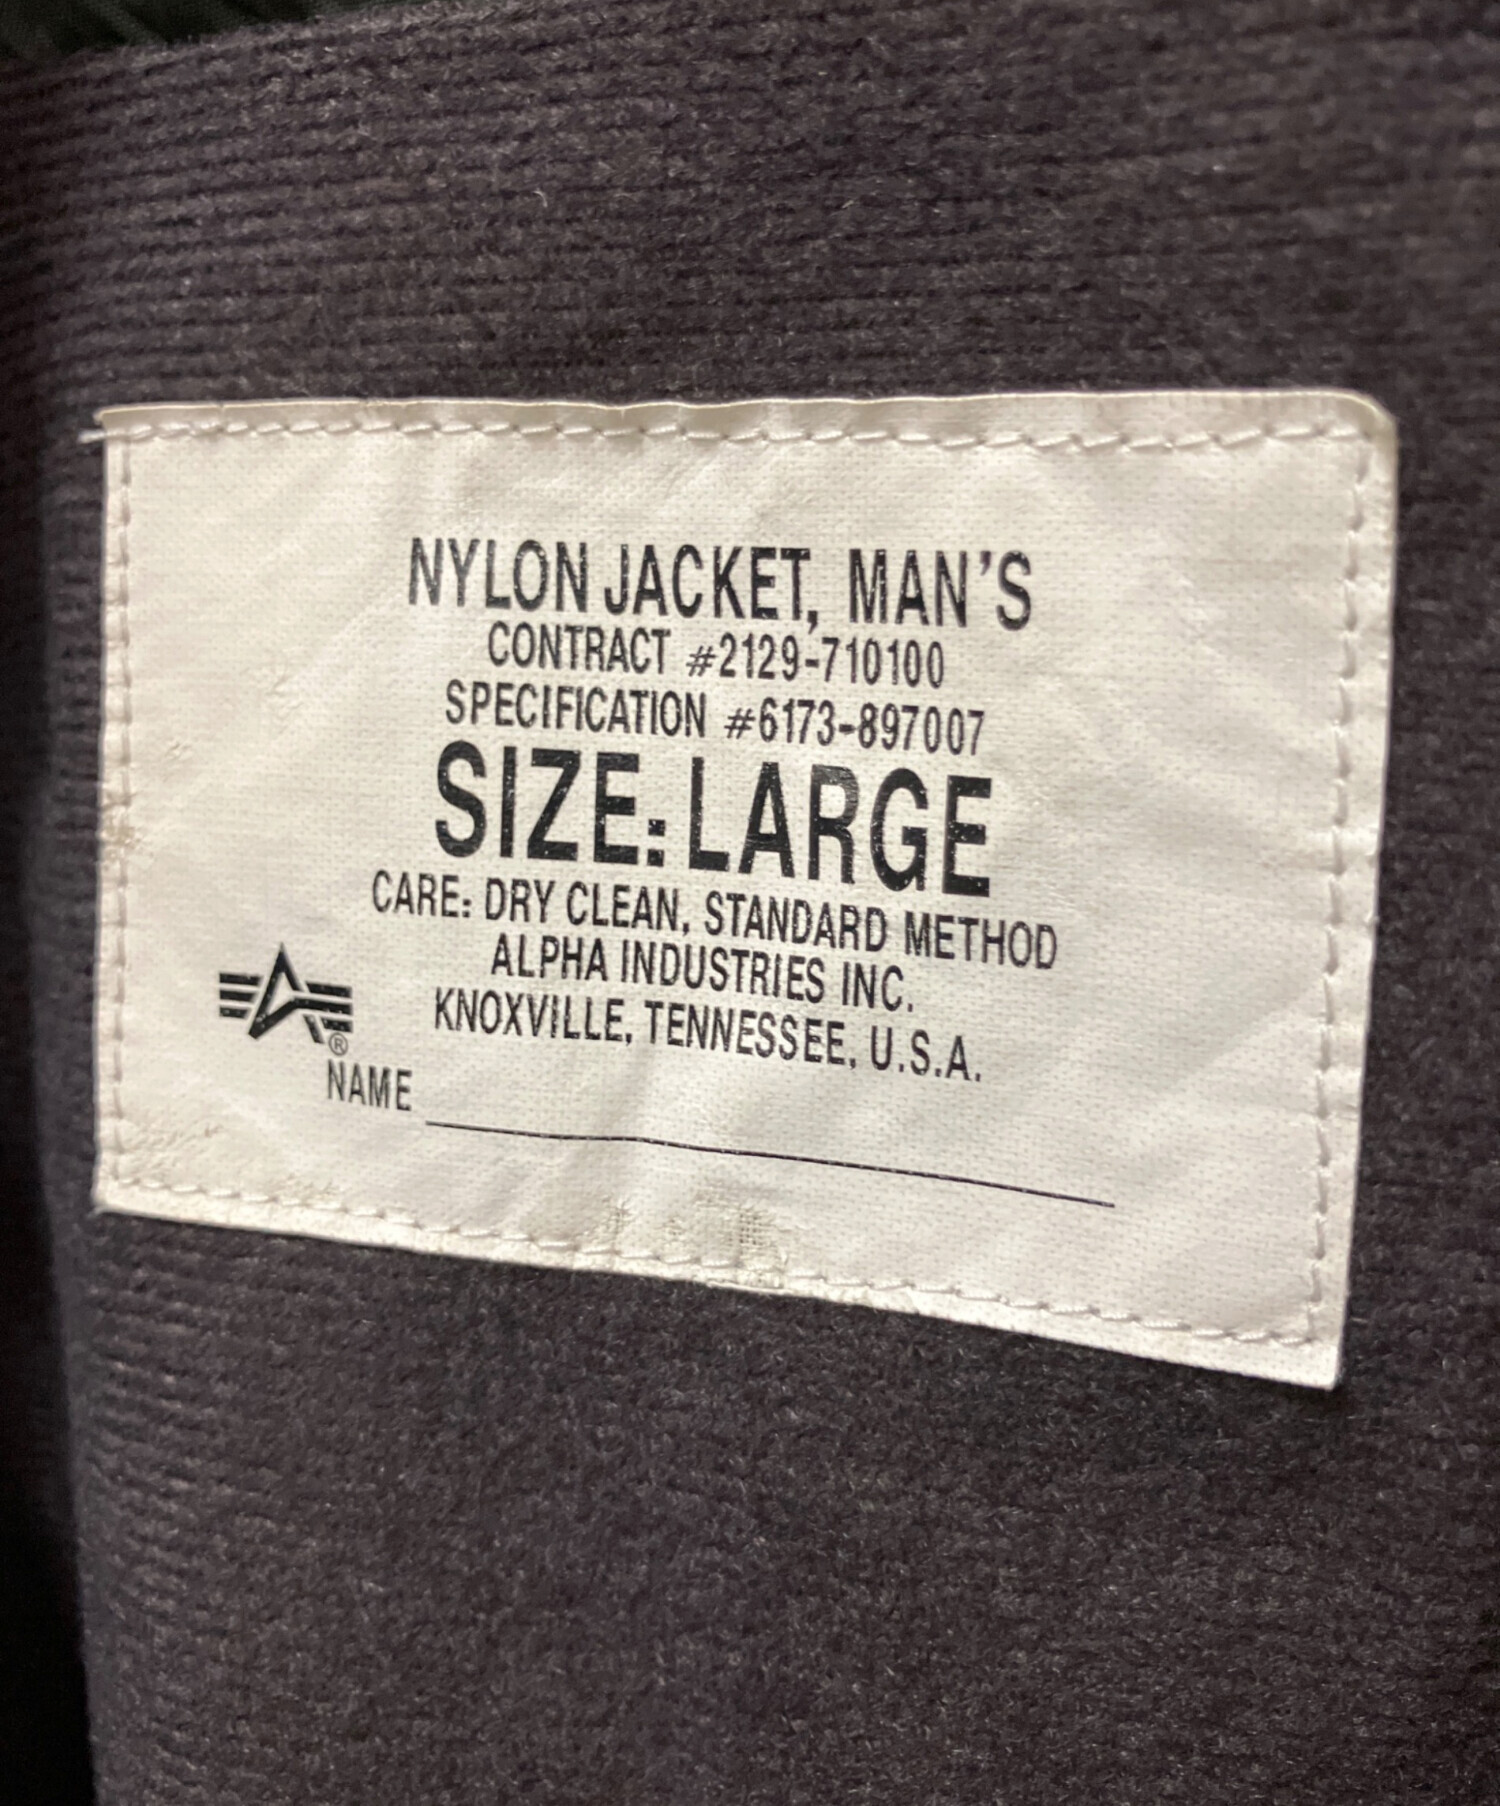 NYLON JACKET, MAN'S
CONTRACT #2129-710100
SPECIFICATION #6173-897007
SIZE: LARGE
CARE: DRY CLEAN, STANDARD METHOD
ALPHA INDUSTRIES INC.
KNOXVILLE, TENNESSEE, U.S.A.
®
NAME